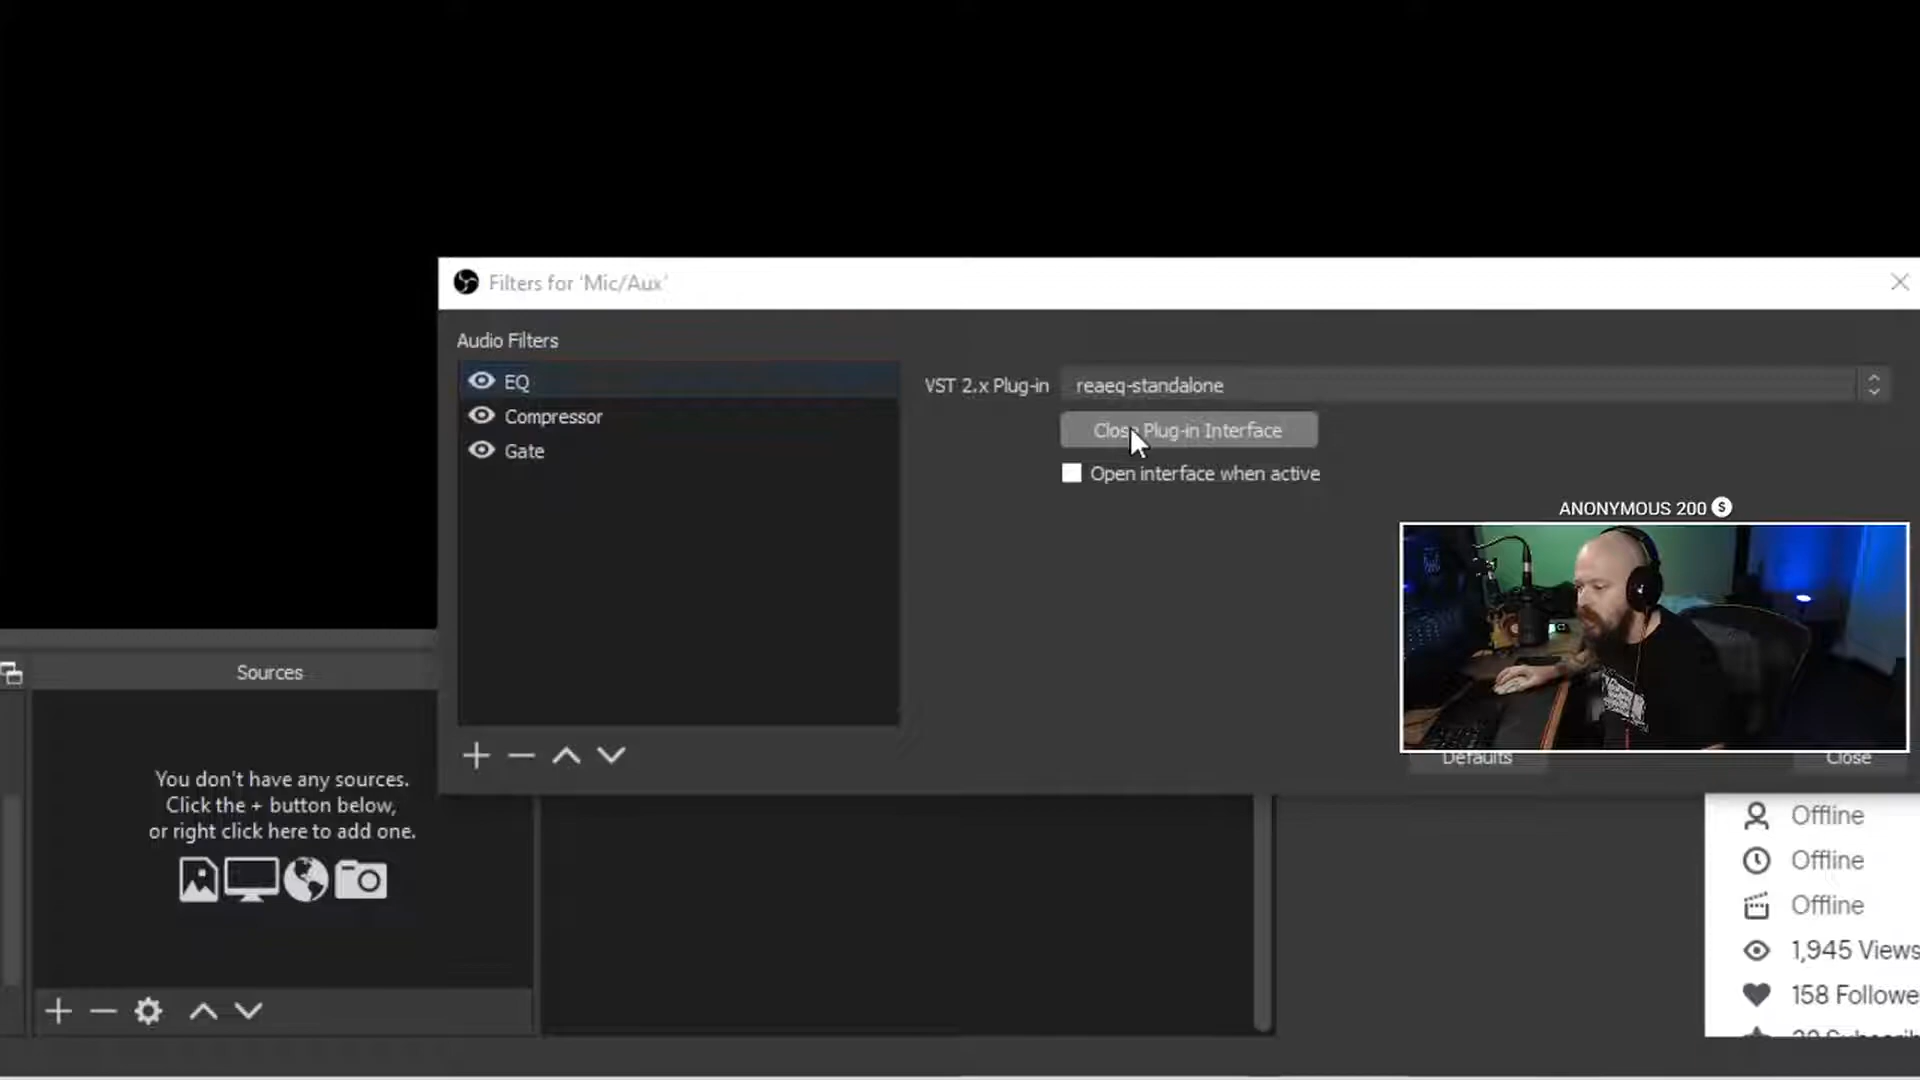 Filters for 'Mic/Aux'
Audio Filters
EQ
Compressor
Gate
VST 2.x Plug-in
reaeq-standalone
Close Plug-in Interface
Open interface when active
ANONYMOUS 200 S
Defaults
Close
Sources
You don't have any sources.
Click the + button below,
or right click here to add one.
Offline
Offline
Offline
1,945 Views
158 Followe